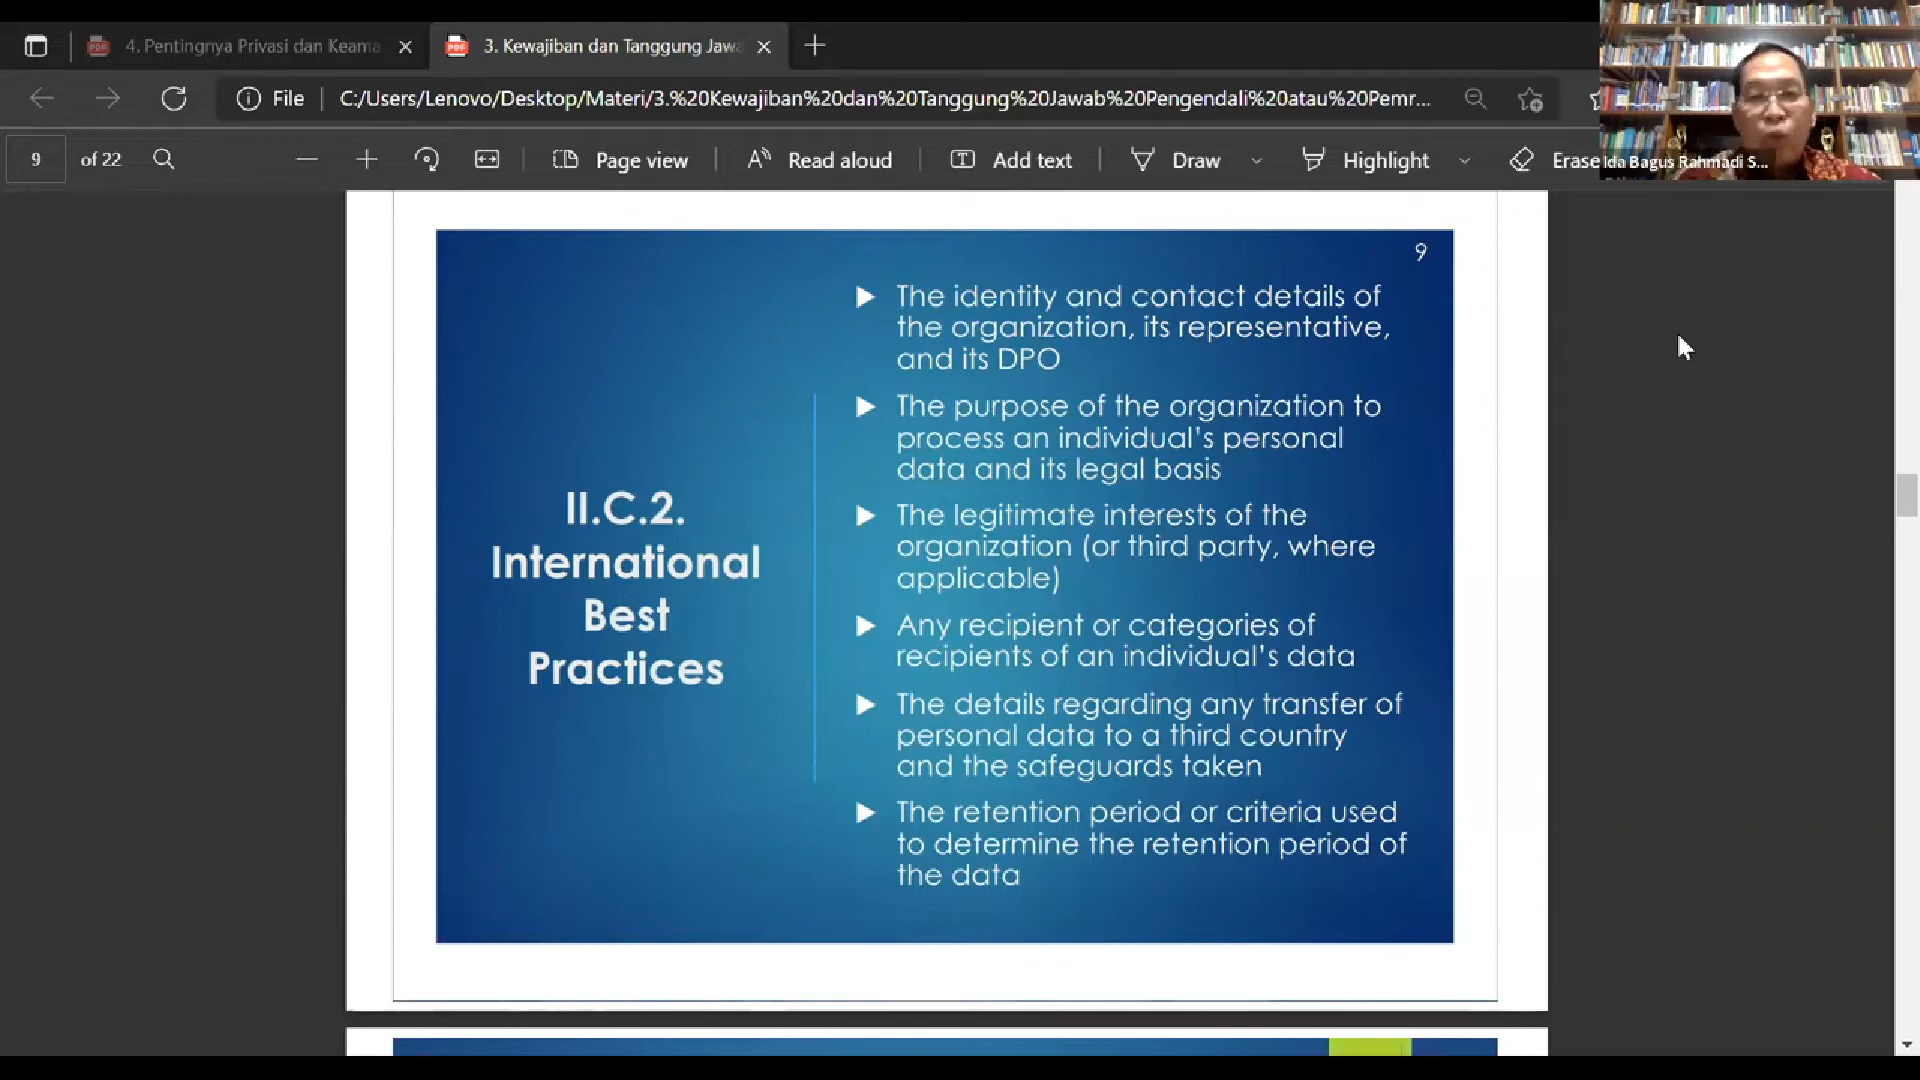 4. Pentingnya Privasi dan Keama
3. Kewajiban dan Tanggung Jawa
File
C:/Users/Lenovo/Desktop/Materi/3.%20Kewajiban%20dan%20Tanggung%20Jawab%20Pengendali%20atau%20Pemr...
9 of 22
Page view
Read aloud
Add text
Draw
Highlight
Erase
Ida Bagus Rahmadi S...
9
II.C.2.
International
Best
Practices
The identity and contact details of
the organization, its representative,
and its DPO
The purpose of the organization to
process an individual's personal
data and its legal basis
The legitimate interests of the
organization (or third party, where
applicable)
Any recipient or categories of
recipients of an individual's data
The details regarding any transfer of
personal data to a third country
and the safeguards taken
The retention period or criteria used
to determine the retention period of
the data